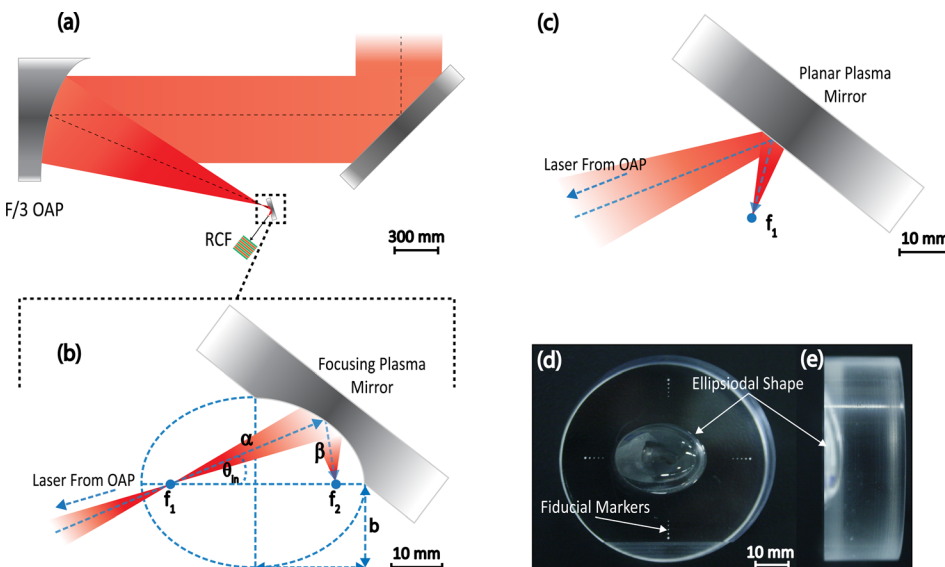 (a)
F/3 OAP
RCF
300 mm
(b)
Focusing Plasma
Mirror
α
β
θin
Laser From OAP
f1
f2
b
10 mm
(c)
Planar Plasma
Mirror
Laser From OAP
f1
10 mm
(d)
(e)
Ellipsiodal Shape
Fiducial Markers
10 mm